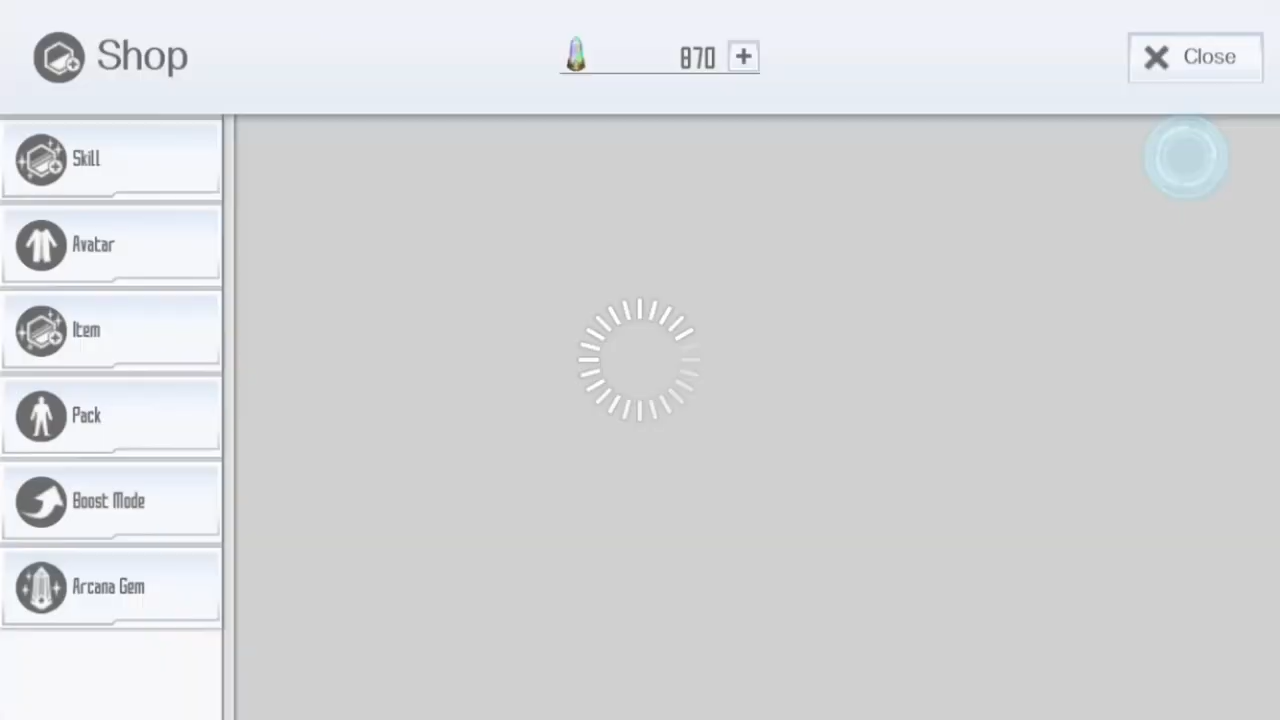 Shop
870
Close
Skill
Avatar
Item
Pack
Boost Mode
Arcana Gem